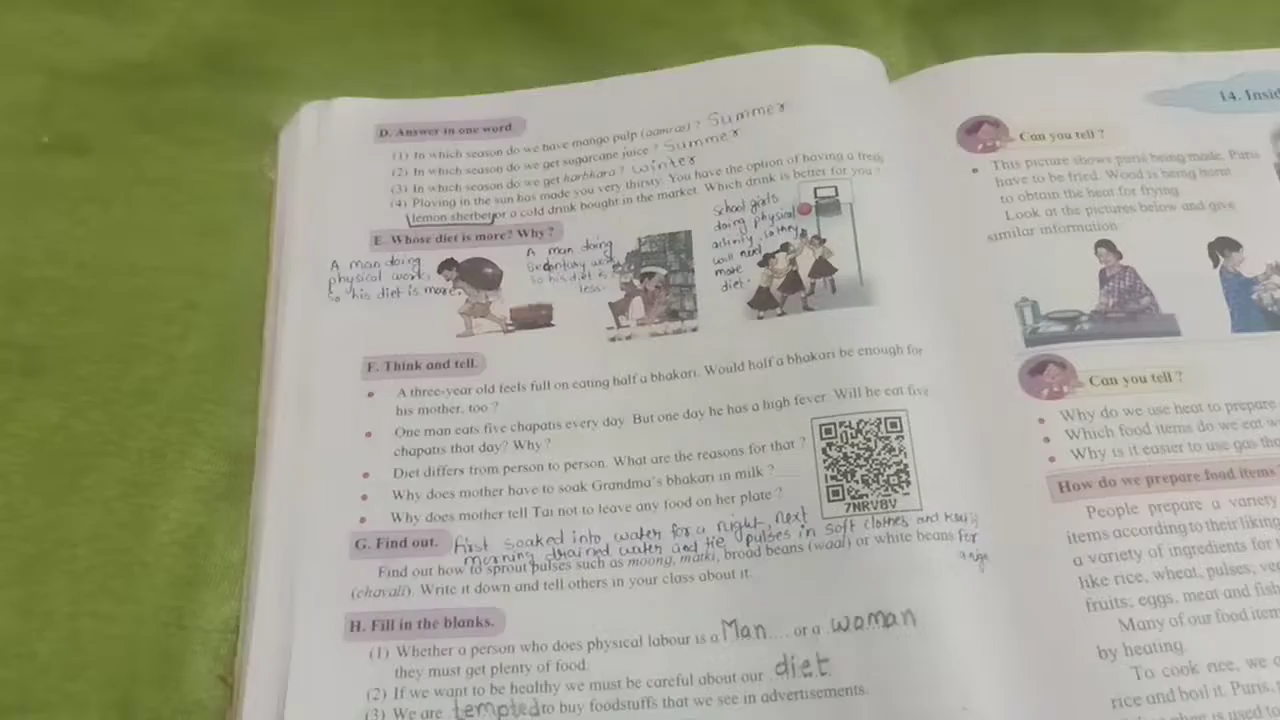 D. Answer in one word.
(1) In which season do we have mango pulp (aamras) ? Summer
(2) In which season do we get sugarcane juice ? Summer
(3) In which season do we get harbhara ? winter
(4) Playing in the sun has made you very thirsty. You have the option of having a fresh
lemon sherbet or a cold drink bought in the market. Which drink is better for you ?
E. Whose diet is more? Why ?
A man doing
physical work,
so his diet is more.
A man doing
Secdntary work
so his diet is
less.
School girls
doing physical
activity, so they
will need
more
diet.
F. Think and tell.
• A three-year old feels full on eating half a bhakari. Would half a bhakari be enough for
his mother, too ?
• One man eats five chapatis every day. But one day he has a high fever. Will he eat five
chapatis that day? Why ?
• Diet differs from person to person. What are the reasons for that ?
• Why does mother have to soak Grandma's bhakari in milk ?
• Why does mother tell Tai not to leave any food on her plate ?
7NRV8V
G. Find out. first soaked into water for a night, next
morning drained water and tie pulses in soft clothes and
for
Find out how to sprout pulses such as moong, matki, broad beans (waal) or white beans
(chavali). Write it down and tell others in your class about it.
H. Fill in the blanks.
(1) Whether a person who does physical labour is a Man .... or a woman
they must get plenty of food.
(2) If we want to be healthy we must be careful about our diet
(3) We are tempted to buy foodstuffs that we see in advertisements.
14. Insid
Can you tell ?
• This picture shows puris being made. Puris
have to be fried. Wood is being burnt
to obtain the heat for frying.
Look at the pictures below and give
similar information.
Can you tell ?
• Why do we use heat to prepare
• Which food items do we eat w
• Why is it easier to use gas tha
How do we prepare food items
People prepare a variety
items according to their liking
a variety of ingredients for
like rice, wheat, pulses, ve
fruits; eggs, meat and fish
Many of our food item
by heating.
To cook rice, we
rice and boil it. Puris,
is used to